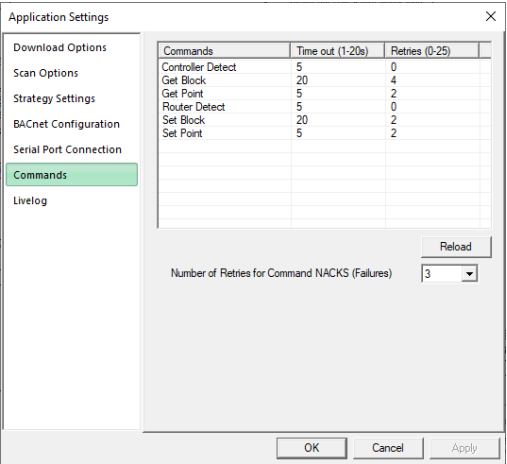 Application Settings
Download Options
Scan Options
Strategy Settings
BACnet Configuration
Serial Port Connection
Commands
Livelog
Commands Time out (1-20s) Retries (0-25)
Controller Detect 5 0
Get Block 20 4
Get Point 5 2
Router Detect 5 0
Set Block 20 2
Set Point 5 2
Reload
Number of Retries for Command NACKS (Failures) 3
OK Cancel Apply